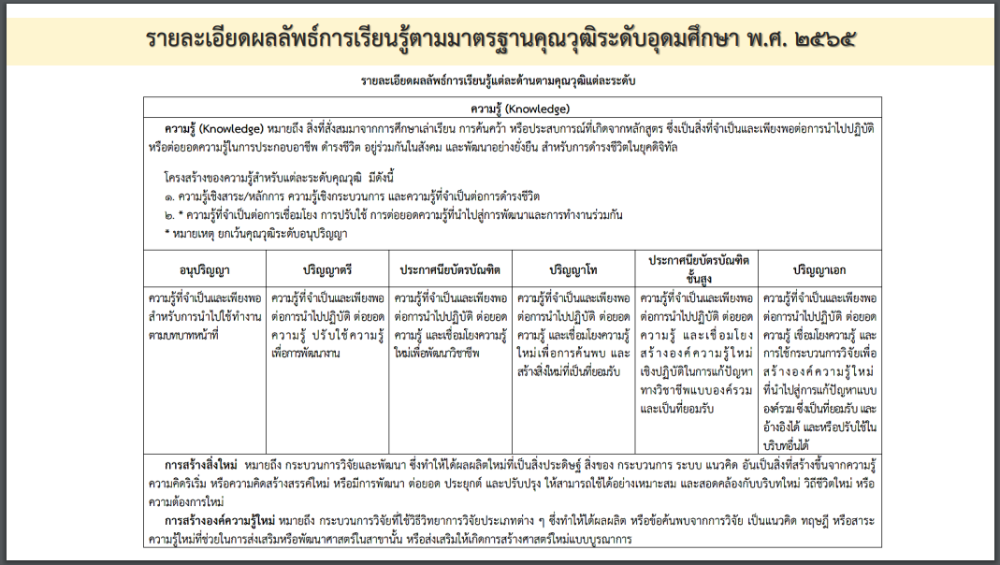 รายละเอียดผลลัพธ์การเรียนรู้ตามมาตรฐานคุณวุฒิระดับอุดมศึกษา พ.ศ. ๒๕๖๕
รายละเอียดผลลัพธ์การเรียนรู้แต่ละด้านตามคุณวุฒิแต่ละระดับ
ความรู้ (Knowledge)
ความรู้ (Knowledge) หมายถึง สิ่งที่สั่งสมมาจากการศึกษาเล่าเรียน การค้นคว้า หรือประสบการณ์ที่เกิดจากหลักสูตร ซึ่งเป็นสิ่งที่จำเป็นและเพียงพอต่อการนำไปปฏิบัติ
หรือต่อยอดความรู้ในการประกอบอาชีพ ดำรงชีวิต อยู่ร่วมกันในสังคม และพัฒนาอย่างยั่งยืน สำหรับการดำรงชีวิตในยุคดิจิทัล
โครงสร้างของความรู้สำหรับแต่ละระดับคุณวุฒิ มีดังนี้
๑. ความรู้เชิงสาระ/หลักการ ความรู้เชิงกระบวนการ และความรู้ที่จำเป็นต่อการดำรงชีวิต
๒. * ความรู้ที่จำเป็นต่อการเชื่อมโยง การปรับใช้ การต่อยอดความรู้ที่นำไปสู่การพัฒนาและการทำงานร่วมกัน
* หมายเหตุ ยกเว้นคุณวุฒิระดับอนุปริญญา
อนุปริญญา
ปริญญาตรี
ประกาศนียบัตรบัณฑิต
ปริญญาโท
ประกาศนียบัตรบัณฑิต
ชั้นสูง
ปริญญาเอก
ความรู้ที่จำเป็นและเพียงพอ
สำหรับการนำไปใช้ทำงาน
ตามบทบาทหน้าที่
ความรู้ที่จำเป็นและเพียงพอ
ต่อการนำไปปฏิบัติ ต่อยอด
ความรู้ ปรับใช้ความรู้
เพื่อการพัฒนางาน
ความรู้ที่จำเป็นและเพียงพอ
ต่อการนำไปปฏิบัติ ต่อยอด
ความรู้ และเชื่อมโยงความรู้
ใหม่เพื่อพัฒนาวิชาชีพ
ความรู้ที่จำเป็นและเพียงพอ
ต่อการนำไปปฏิบัติ ต่อยอด
ความรู้ และเชื่อมโยงความรู้
ใหม่เพื่อการค้นพบ และ
สร้างสิ่งใหม่ที่เป็นที่ยอมรับ
ความรู้ที่จำเป็นและเพียงพอ
ต่อการนำไปปฏิบัติ ต่อยอด
ความรู้ และเชื่อมโยง
สร้างองค์ความรู้ใหม่
เชิงปฏิบัติในการแก้ปัญหา
ทางวิชาชีพแบบองค์รวม
และเป็นที่ยอมรับ
ความรู้ที่จำเป็นและเพียงพอ
ต่อการนำไปปฏิบัติ ต่อยอด
ความรู้ เชื่อมโยงความรู้ และ
การใช้กระบวนการวิจัยเพื่อ
สร้างองค์ความรู้ใหม่
ที่นำไปสู่การแก้ปัญหาแบบ
องค์รวม ซึ่งเป็นที่ยอมรับ และ
อ้างอิงได้ และหรือปรับใช้ใน
บริบทอื่นได้
การสร้างสิ่งใหม่ หมายถึง กระบวนการวิจัยและพัฒนา ซึ่งทำให้ได้ผลผลิตใหม่ที่เป็นสิ่งประดิษฐ์ สิ่งของ กระบวนการ ระบบ แนวคิด อันเป็นสิ่งที่สร้างขึ้นจากความรู้
ความคิดริเริ่ม หรือความคิดสร้างสรรค์ใหม่ หรือมีการพัฒนา ต่อยอด ประยุกต์ และปรับปรุง ให้สามารถใช้ได้อย่างเหมาะสม และสอดคล้องกับบริบทใหม่ วิถีชีวิตใหม่ หรือ
ความต้องการใหม่
การสร้างองค์ความรู้ใหม่ หมายถึง กระบวนการวิจัยที่ใช้วิธีวิทยาการวิจัยประเภทต่าง ๆ ซึ่งทำให้ได้ผลผลิต หรือข้อค้นพบจากการวิจัย เป็นแนวคิด ทฤษฎี หรือสาระ
ความรู้ใหม่ที่ช่วยในการส่งเสริมหรือพัฒนาศาสตร์ในสาขานั้น หรือส่งเสริมให้เกิดการสร้างศาสตร์ใหม่แบบบูรณาการ